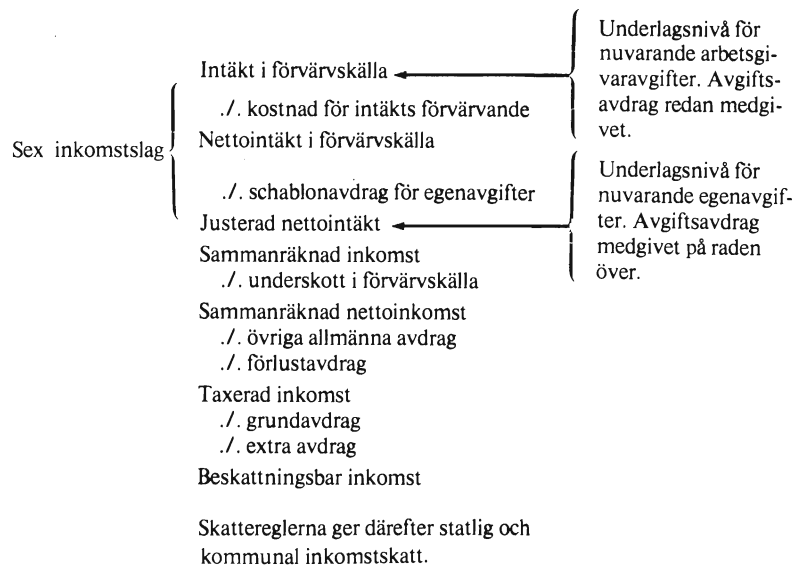 Sex inkomstslag
Intäkt i förvärvskälla
./. kostnad för intäkts förvärvande
Nettointäkt i förvärvskälla
./. schablonavdrag för egenavgifter
Justerad nettointäkt
Sammanräknad inkomst
./. underskott i förvärvskälla
Sammanräknad nettoinkomst
./. övriga allmänna avdrag
./. förlustavdrag
Taxerad inkomst
./. grundavdrag
./. extra avdrag
Beskattningsbar inkomst
Skattereglerna ger därefter statlig och
kommunal inkomstskatt.
Underlagsnivå för
nuvarande arbetsgi-
varavgifter. Avgifts-
avdrag redan medgi-
vet.
Underlagsnivå för
nuvarande egenavgif-
ter. Avgiftsavdrag
medgivet på raden
över.